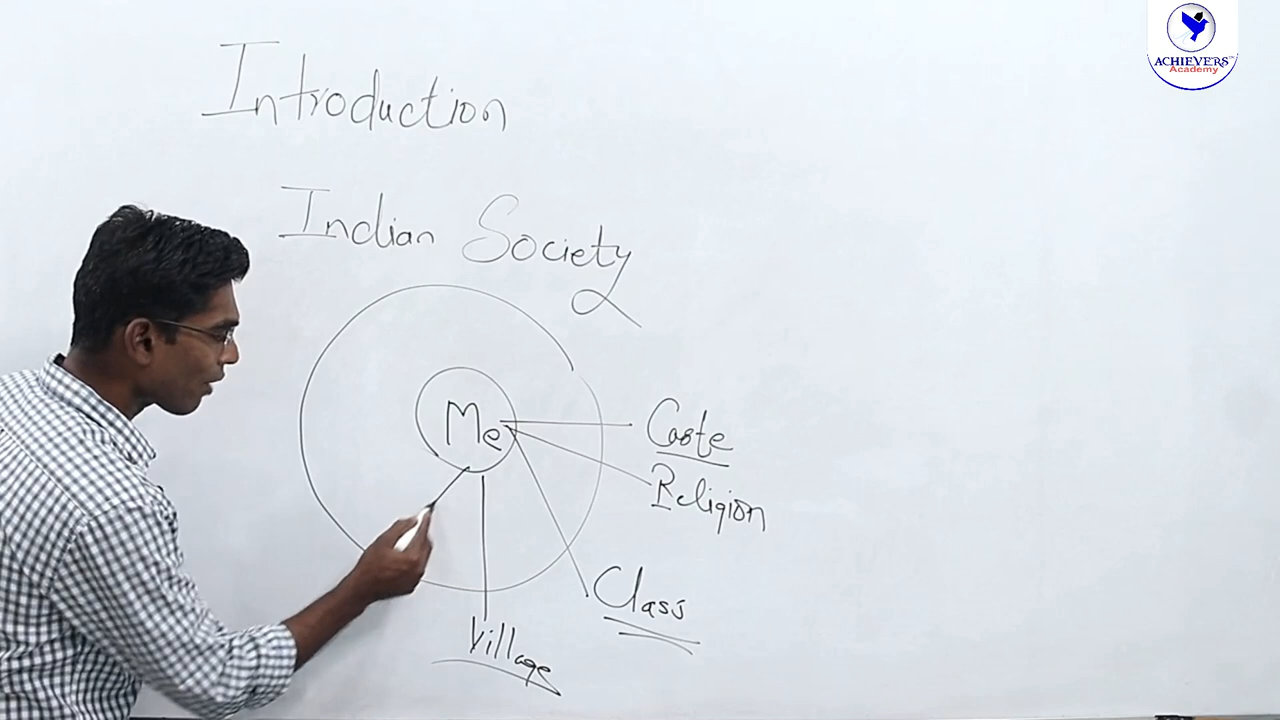 Introduction
Indian Society
Me
Caste
Religion
Class
Village
ACHIEVERS
Academy